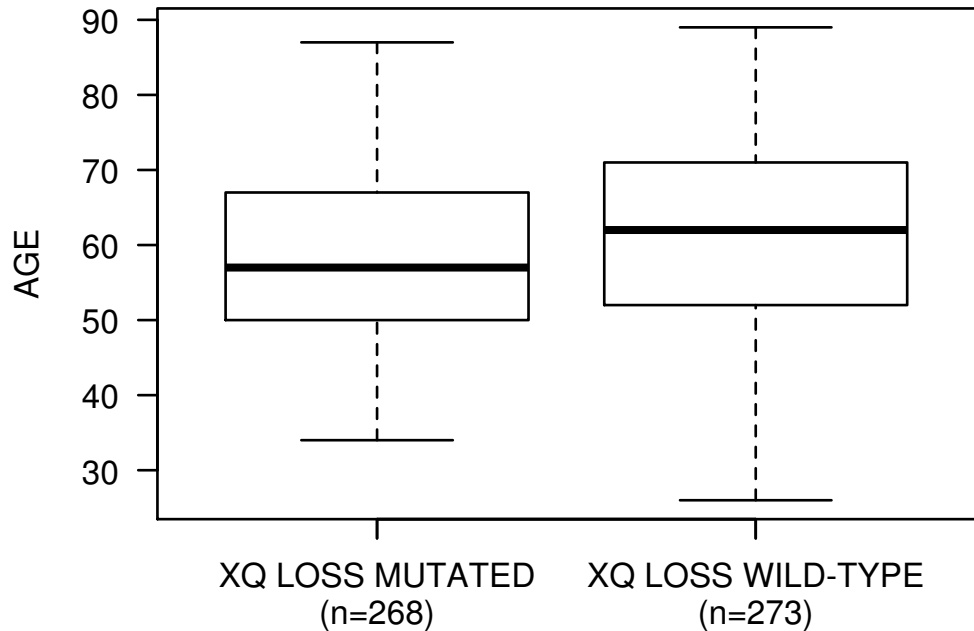 90
80
70
60
50
40
30
AGE
XQ LOSS MUTATED
(n=268)
XQ LOSS WILD-TYPE
(n=273)